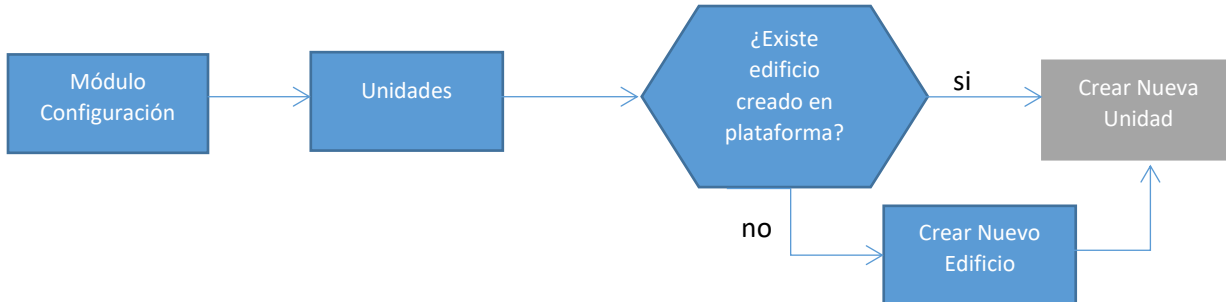 Módulo
Configuración
Unidades
¿Existe
edificio
creado en
plataforma?
si
Crear Nueva
Unidad
no
Crear Nuevo
Edificio